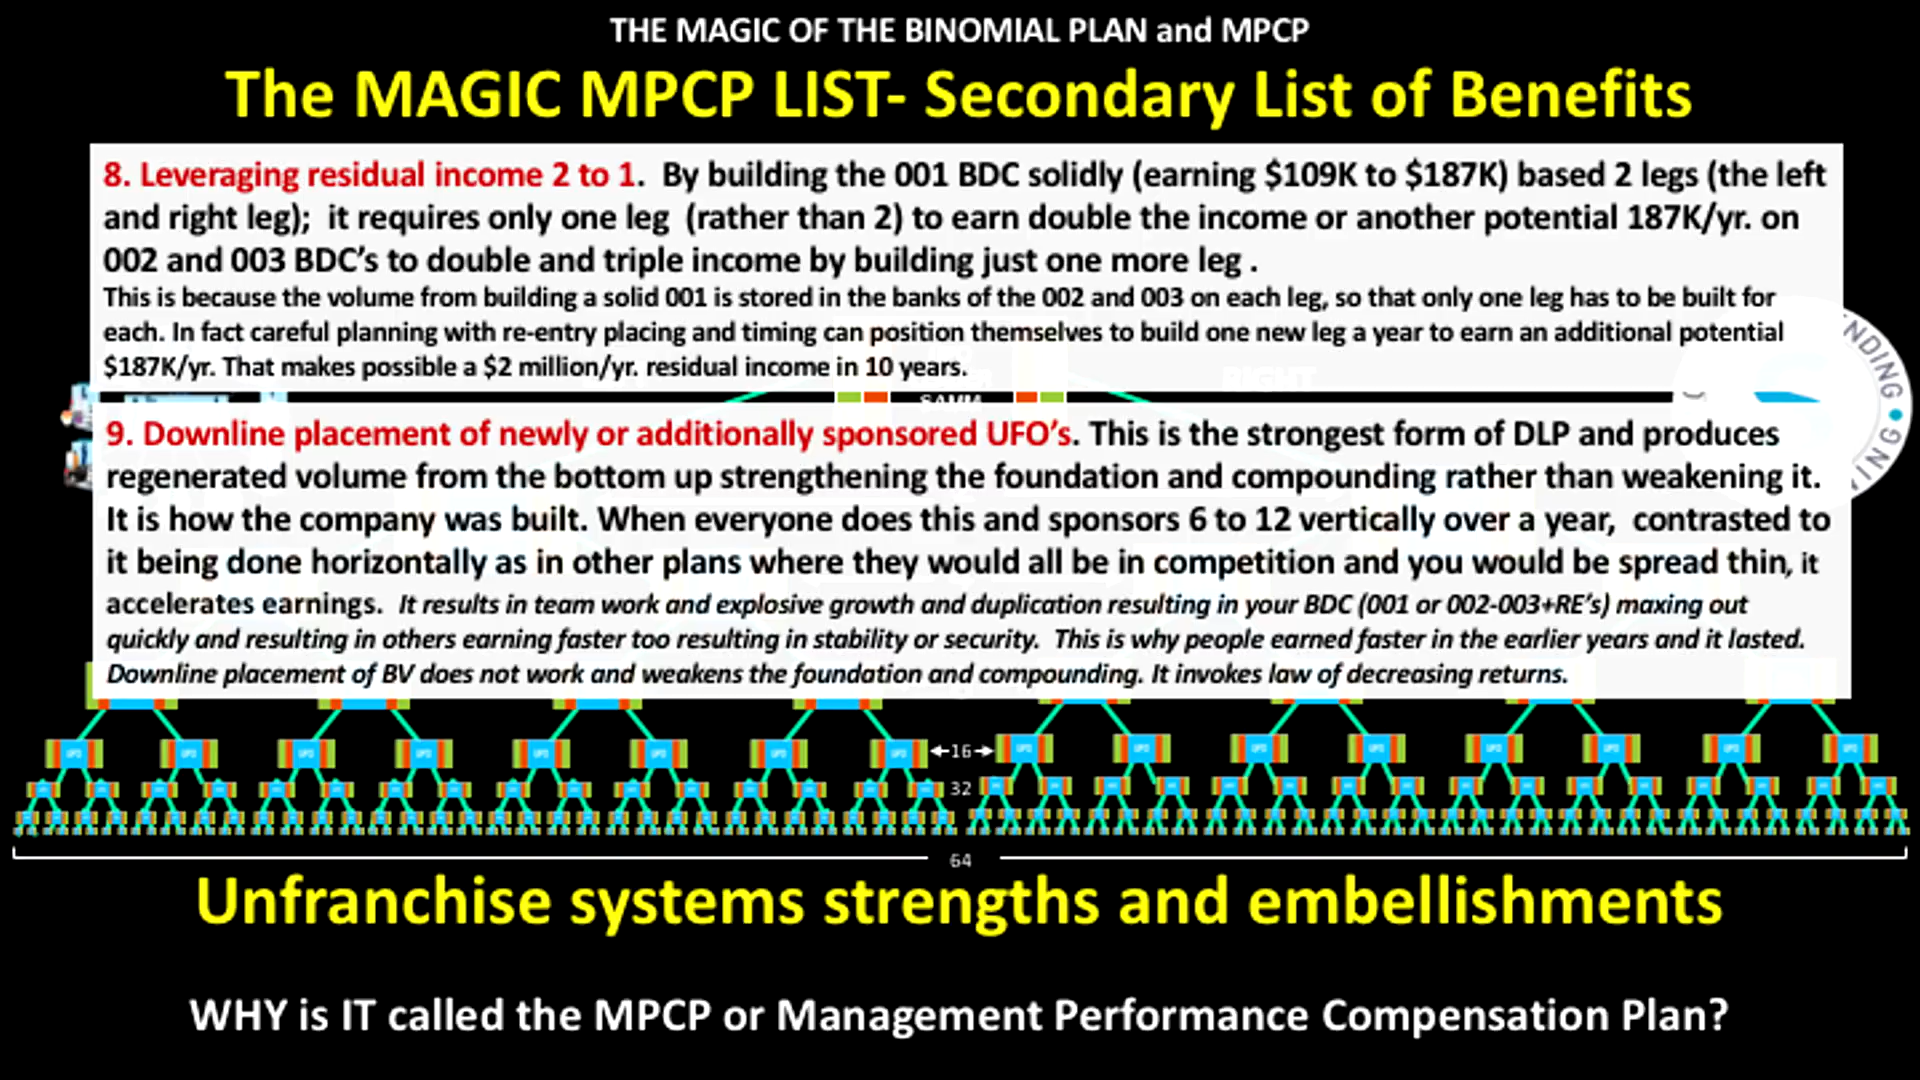 THE MAGIC OF THE BINOMIAL PLAN and MPCP
The MAGIC MPCP LIST- Secondary List of Benefits
8. Leveraging residual income 2 to 1.  By building the 001 BDC solidly (earning $109K to $187K) based 2 legs (the left
and right leg);  it requires only one leg  (rather than 2) to earn double the income or another potential 187K/yr. on
002 and 003 BDC's to double and triple income by building just one more leg .
This is because the volume from building a solid 001 is stored in the banks of the 002 and 003 on each leg, so that only one leg has to be built for
each. In fact careful planning with re-entry placing and timing can position themselves to build one new leg a year to earn an additional potential
$187K/yr. That makes possible a $2 million/yr. residual income in 10 years.
RIGHT
9. Downline placement of newly or additionally sponsored UFO's. This is the strongest form of DLP and produces
regenerated volume from the bottom up strengthening the foundation and compounding rather than weakening it.
It is how the company was built. When everyone does this and sponsors 6 to 12 vertically over a year,  contrasted to
it being done horizontally as in other plans where they would all be in competition and you would be spread thin, it
accelerates earnings.  It results in team work and explosive growth and duplication resulting in your BDC (001 or 002-003+RE's) maxing out
quickly and resulting in others earning faster too resulting in stability or security.  This is why people earned faster in the earlier years and it lasted.
Downline placement of BV does not work and weakens the foundation and compounding. It invokes law of decreasing returns.
16
32
64
Unfranchise systems strengths and embellishments
WHY is IT called the MPCP or Management Performance Compensation Plan?